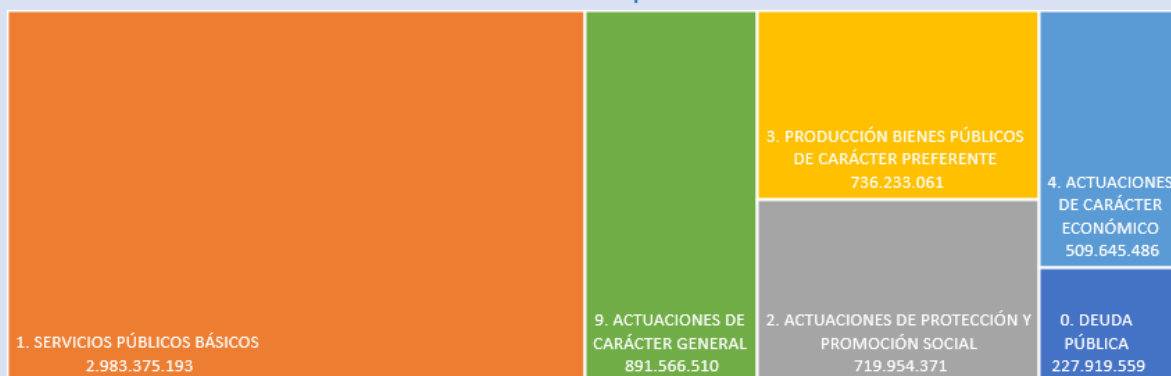 1. SERVICIOS PÚBLICOS BÁSICOS
2.983.375.193
9. ACTUACIONES DE
CARÁCTER GENERAL
891.566.510
3. PRODUCCIÓN BIENES PÚBLICOS
DE CARÁCTER PREFERENTE
736.233.061
2. ACTUACIONES DE PROTECCIÓN Y
PROMOCIÓN SOCIAL
719.954.371
4. ACTUACIONES
DE CARÁCTER
ECONÓMICO
509.645.486
0. DEUDA
PÚBLICA
227.919.559